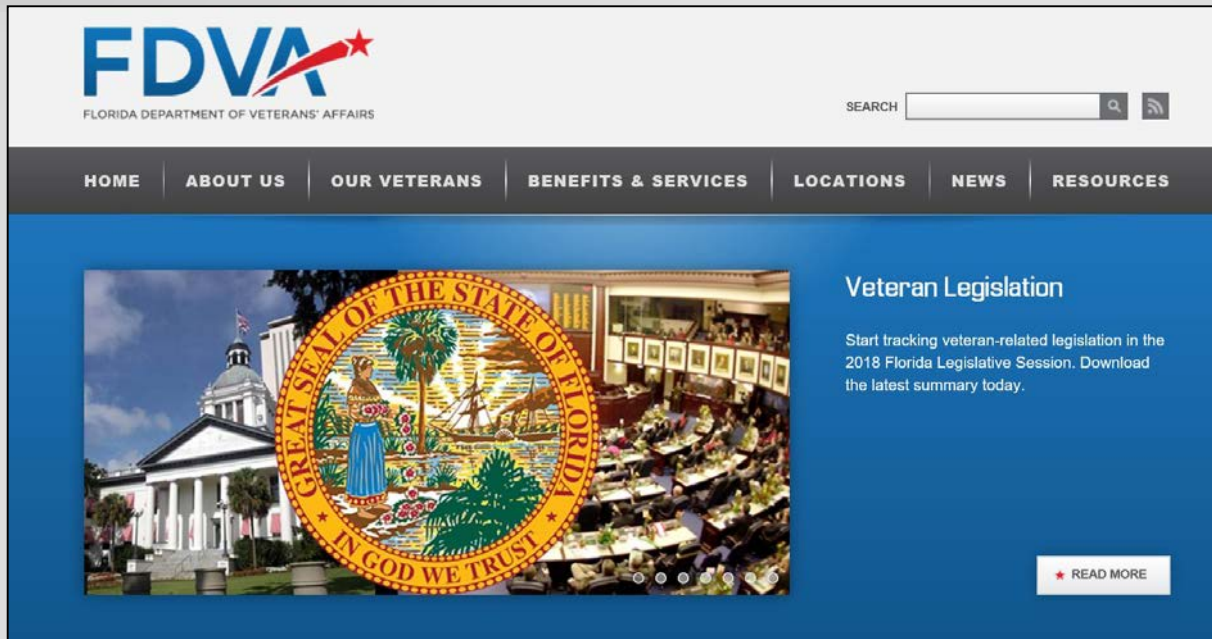 FDVA
FLORIDA DEPARTMENT OF VETERANS' AFFAIRS
SEARCH
HOME
ABOUT US
OUR VETERANS
BENEFITS & SERVICES
LOCATIONS
NEWS
RESOURCES
GREAT SEAL OF THE STATE OF FLORIDA
IN GOD WE TRUST
Veteran Legislation
Start tracking veteran-related legislation in the
2018 Florida Legislative Session. Download
the latest summary today.
READ MORE